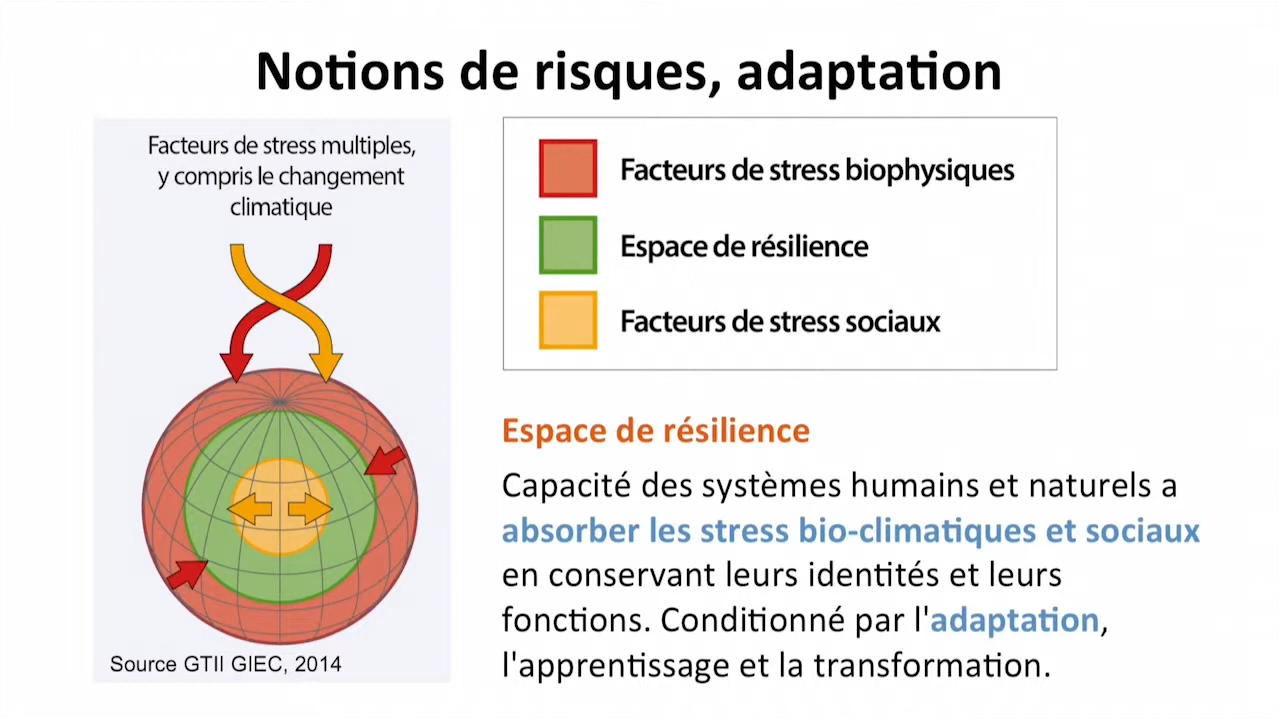 Notions de risques, adaptation
Facteurs de stress multiples,
y compris le changement
climatique
Source GTII GIEC, 2014
Facteurs de stress biophysiques
Espace de résilience
Facteurs de stress sociaux
Espace de résilience
Capacité des systèmes humains et naturels a
absorber les stress bio-climatiques et sociaux
en conservant leurs identités et leurs
fonctions. Conditionné par l'adaptation,
l'apprentissage et la transformation.